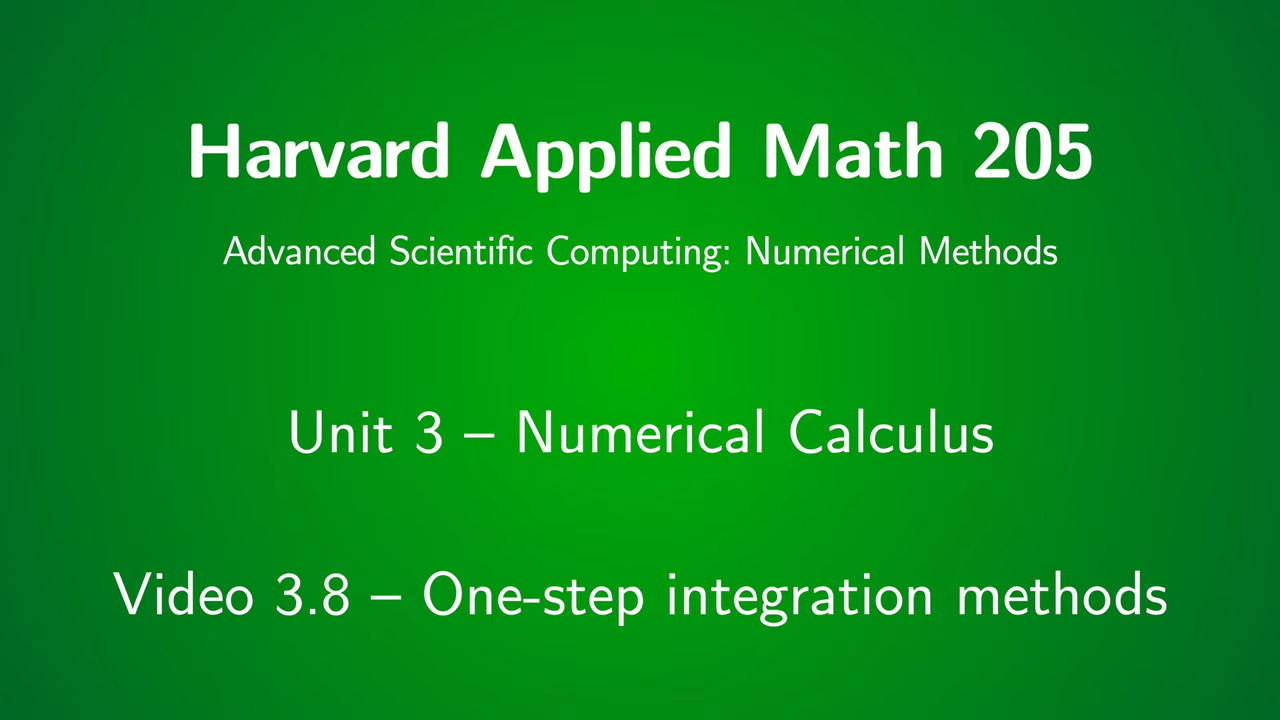 Harvard Applied Math 205
Advanced Scientific Computing: Numerical Methods
Unit 3 – Numerical Calculus
Video 3.8 – One-step integration methods